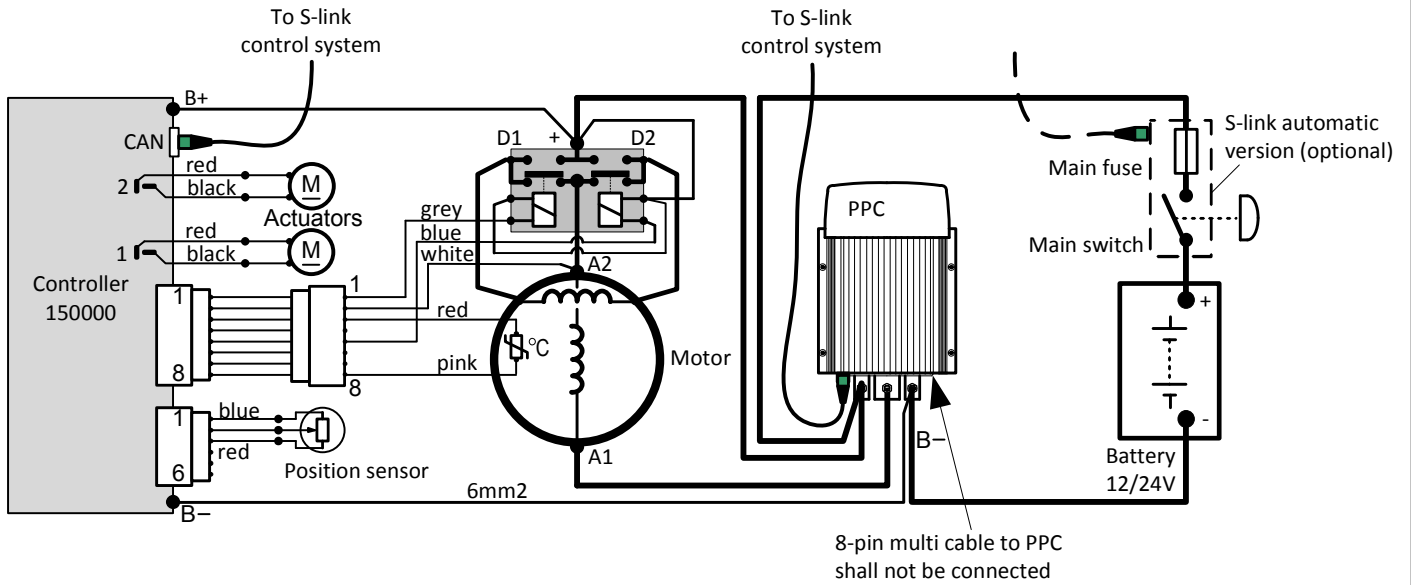 To S-link
control system
To S-link
control system
B+
CAN
D1
+
D2
S-link automatic
version (optional)
Main fuse
red
2
black
M
Actuators
PPC
grey
red
1
black
M
blue
white
A2
Main switch
Controller
150000
1
1
red
+
°C
Motor
pink
8
8
1
blue
red
6
Position sensor
A1
B−
-
Battery
12/24V
6mm2
B−
8-pin multi cable to PPC
shall not be connected